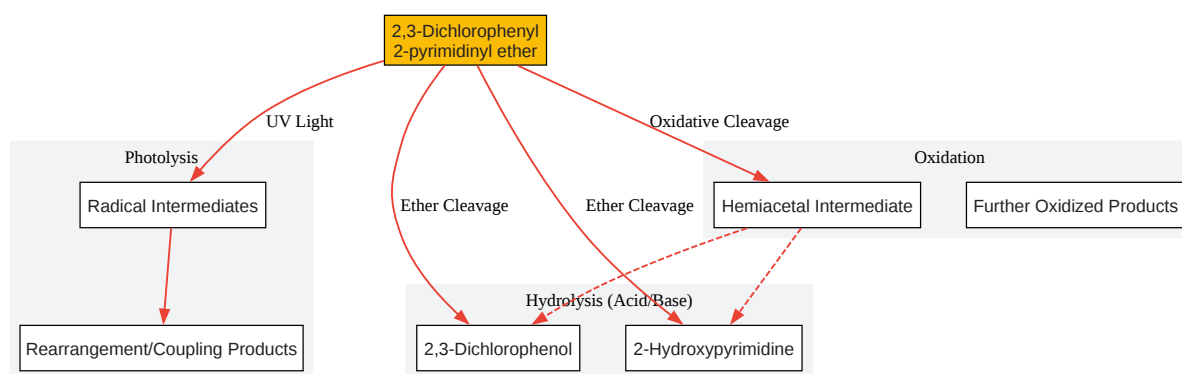 2,3-Dichlorophenyl
2-pyrimidinyl ether
UV Light
Oxidative Cleavage
Photolysis
Oxidation
Radical Intermediates
Ether Cleavage
Ether Cleavage
Hemiacetal Intermediate
Further Oxidized Products
Hydrolysis (Acid/Base)
Rearrangement/Coupling Products
2,3-Dichlorophenol
2-Hydroxypyrimidine